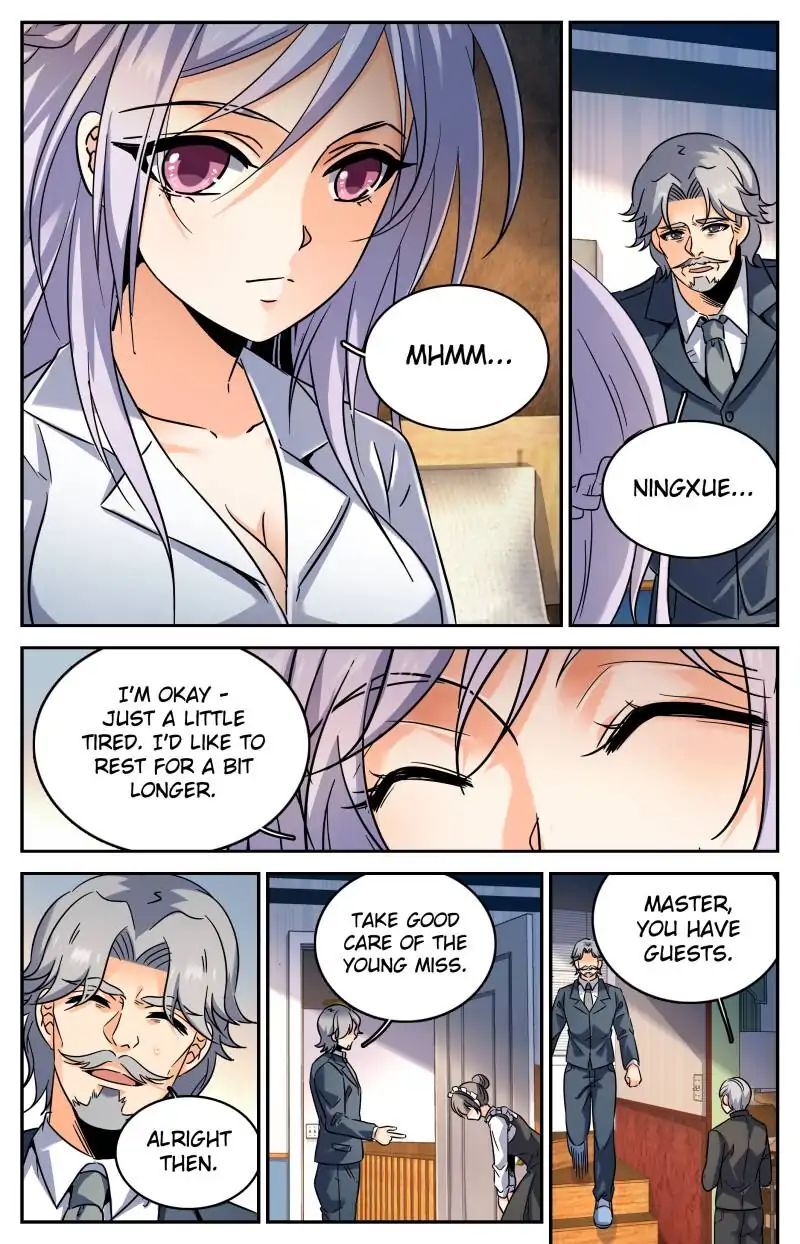 MHMM...
NINGXUE...
I'M OKAY -
JUST A LITTLE
TIRED. I'D LIKE TO
REST FOR A BIT
LONGER.
ALRIGHT
THEN.
TAKE GOOD
CARE OF THE
YOUNG MISS.
MASTER,
YOU HAVE
GUESTS.